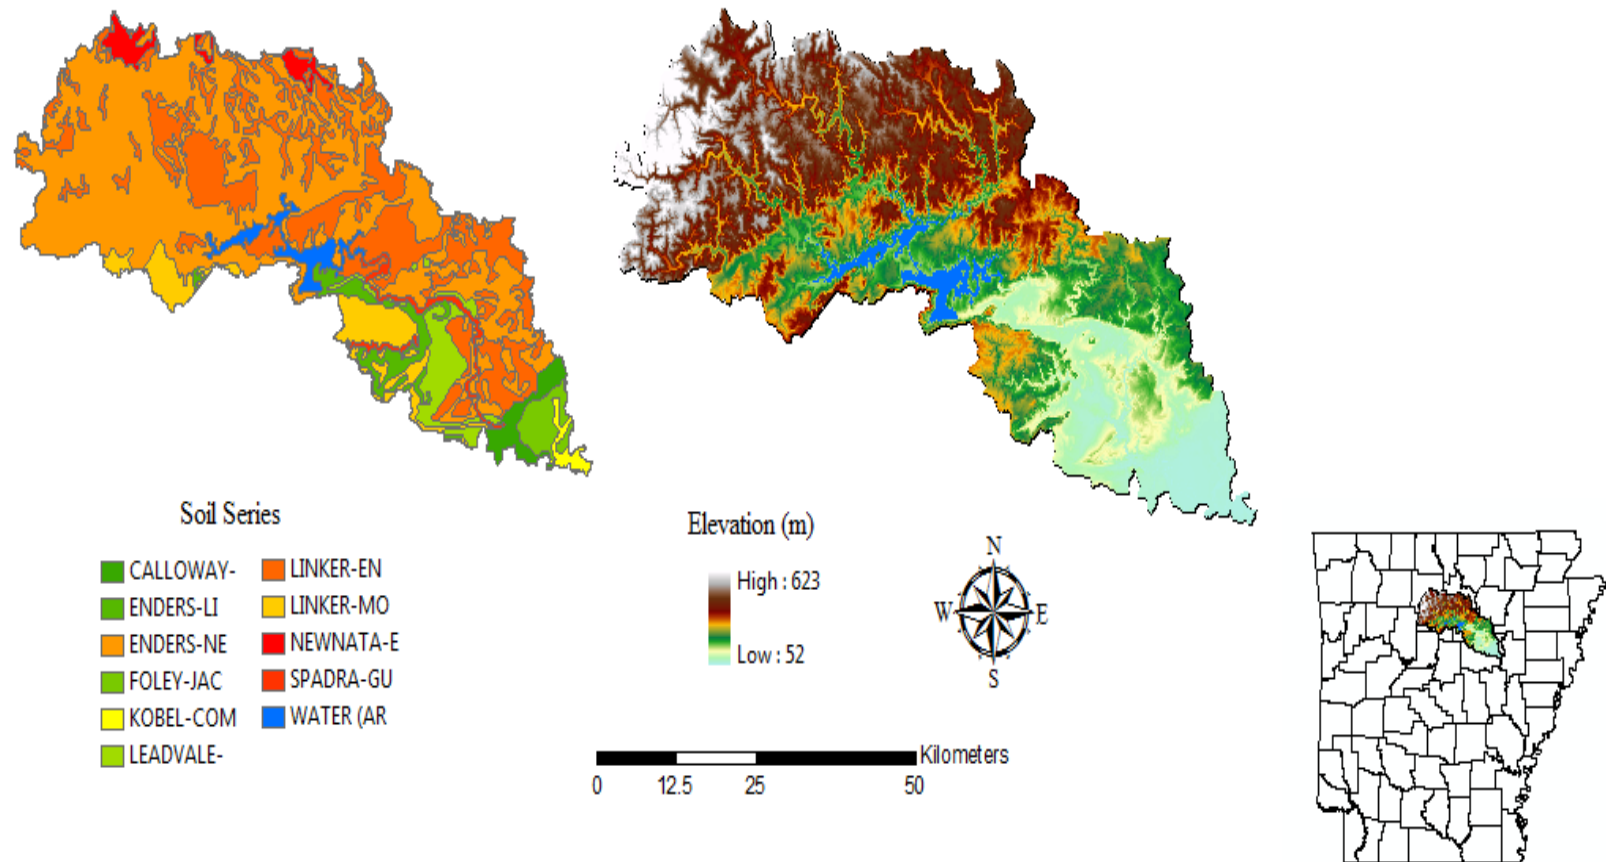 Soil Series
CALLOWAY-
ENDERS-LI
ENDERS-NE
FOLEY-JAC
KOBEL-COM
LEADVALE-
LINKER-EN
LINKER-MO
NEWNATA-E
SPADRA-GU
WATER (AR
Elevation (m)
High : 623
Low : 52
N
W
E
S
Kilometers
0 12.5 25 50